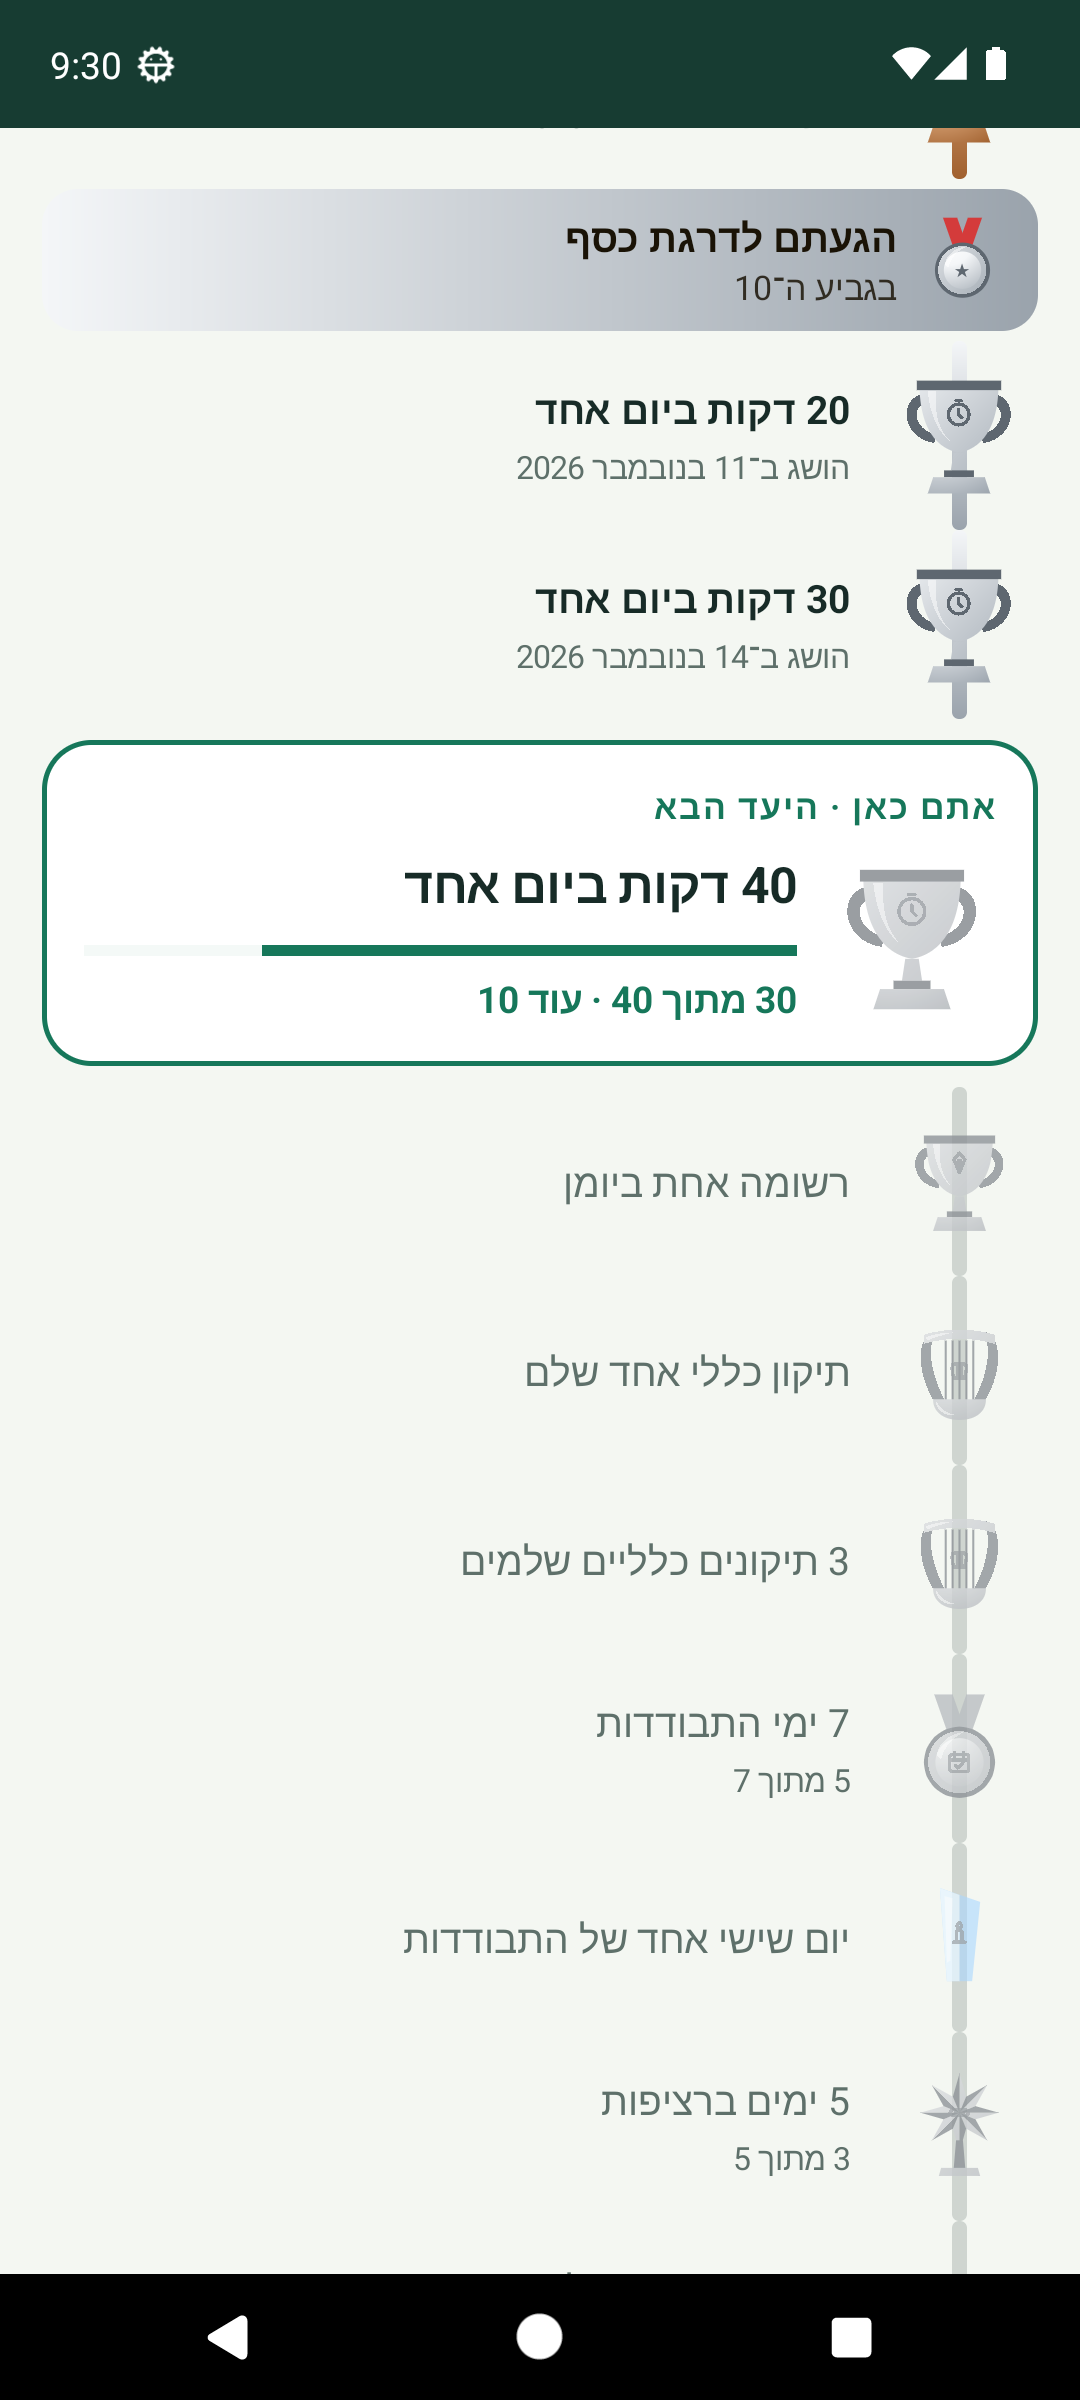 9:30
הגעתם לדרגת כסף
בגביע ה־10
20 דקות ביום אחד
הושג ב־11 בנובמבר 2026
30 דקות ביום אחד
הושג ב־14 בנובמבר 2026
אתם כאן · היעד הבא
40 דקות ביום אחד
30 מתוך 40 · עוד 10
רשומה אחת ביומן
תיקון כללי אחד שלם
3 תיקונים כלליים שלמים
7 ימי התבודדות
5 מתוך 7
יום שישי אחד של התבודדות
5 ימים ברציפות
3 מתוך 5